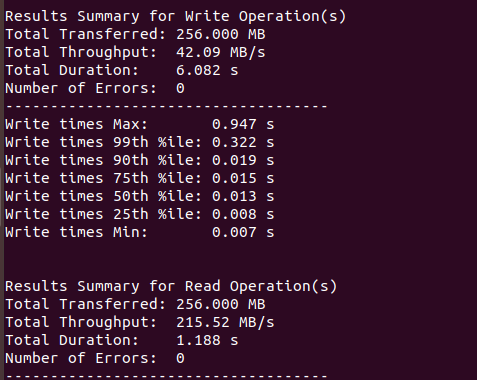 Results Summary for Write Operation(s)
Total Transferred: 256.000 MB
Total Throughput:  42.09 MB/s
Total Duration:    6.082 s
Number of Errors:  0
------------------------------------
Write times Max:       0.947 s
Write times 99th %ile: 0.322 s
Write times 90th %ile: 0.019 s
Write times 75th %ile: 0.015 s
Write times 50th %ile: 0.013 s
Write times 25th %ile: 0.008 s
Write times Min:       0.007 s
Results Summary for Read Operation(s)
Total Transferred: 256.000 MB
Total Throughput:  215.52 MB/s
Total Duration:    1.188 s
Number of Errors:  0
------------------------------------